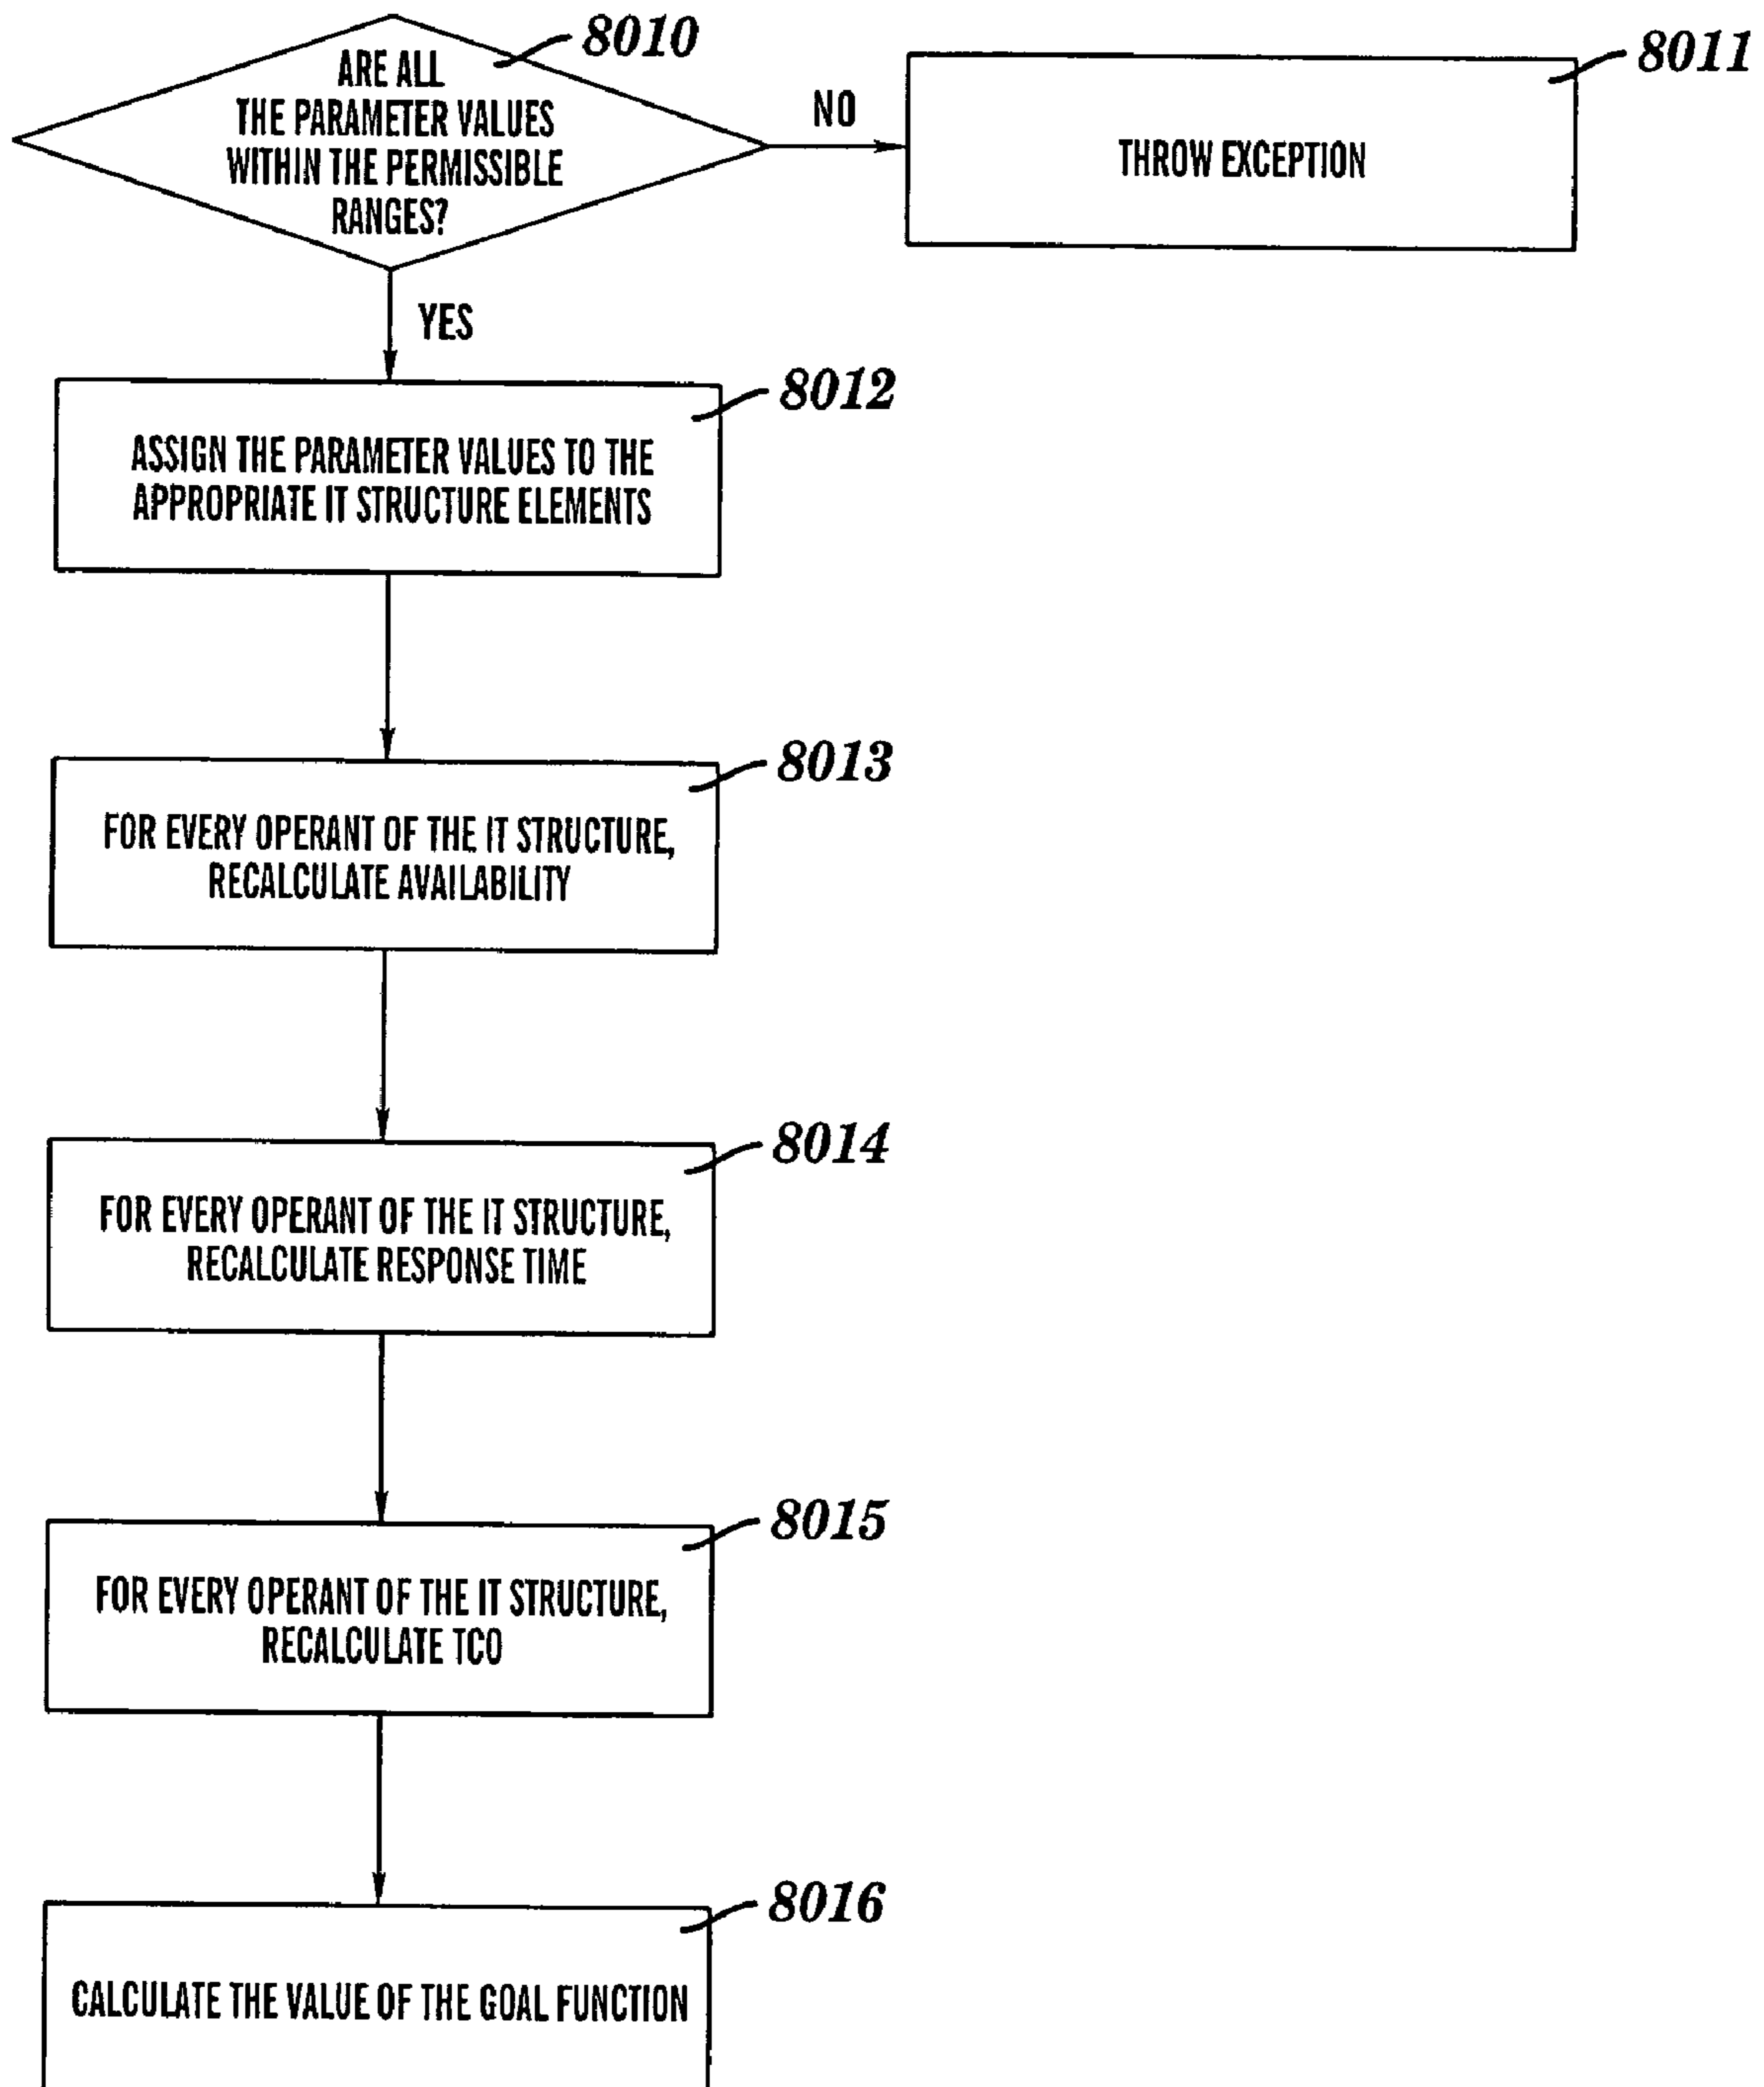 8010
ARE ALL
THE PARAMETER VALUES
WITHIN THE PERMISSIBLE
RANGES?
NO
8011
THROW EXCEPTION
YES
8012
ASSIGN THE PARAMETER VALUES TO THE
APPROPRIATE IT STRUCTURE ELEMENTS
8013
FOR EVERY OPERANT OF THE IT STRUCTURE,
RECALCULATE AVAILABILITY
8014
FOR EVERY OPERANT OF THE IT STRUCTURE,
RECALCULATE RESPONSE TIME
8015
FOR EVERY OPERANT OF THE IT STRUCTURE,
RECALCULATE TCO
8016
CALCULATE THE VALUE OF THE GOAL FUNCTION